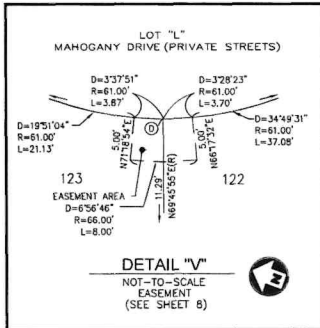 LOT "L"
MAHOGANY DRIVE (PRIVATE STREETS)
D=3°37'51"
R=61.00'
L=3.87'
D=3°28'23"
R=61.00'
L=3.70'
D=19°51'04"
R=61.00'
L=21.13'
D=34°49'31"
R=61.00'
L=37.08'
D
5.00'
N71°18'54"E
5.00'
N66°17'32"E
123
122
EASEMENT AREA
D=6°56'46"
R=66.00'
L=8.00'
11.29'
N69°45'55"E(R)
DETAIL "V"
NOT-TO-SCALE
EASEMENT
(SEE SHEET 8)
N